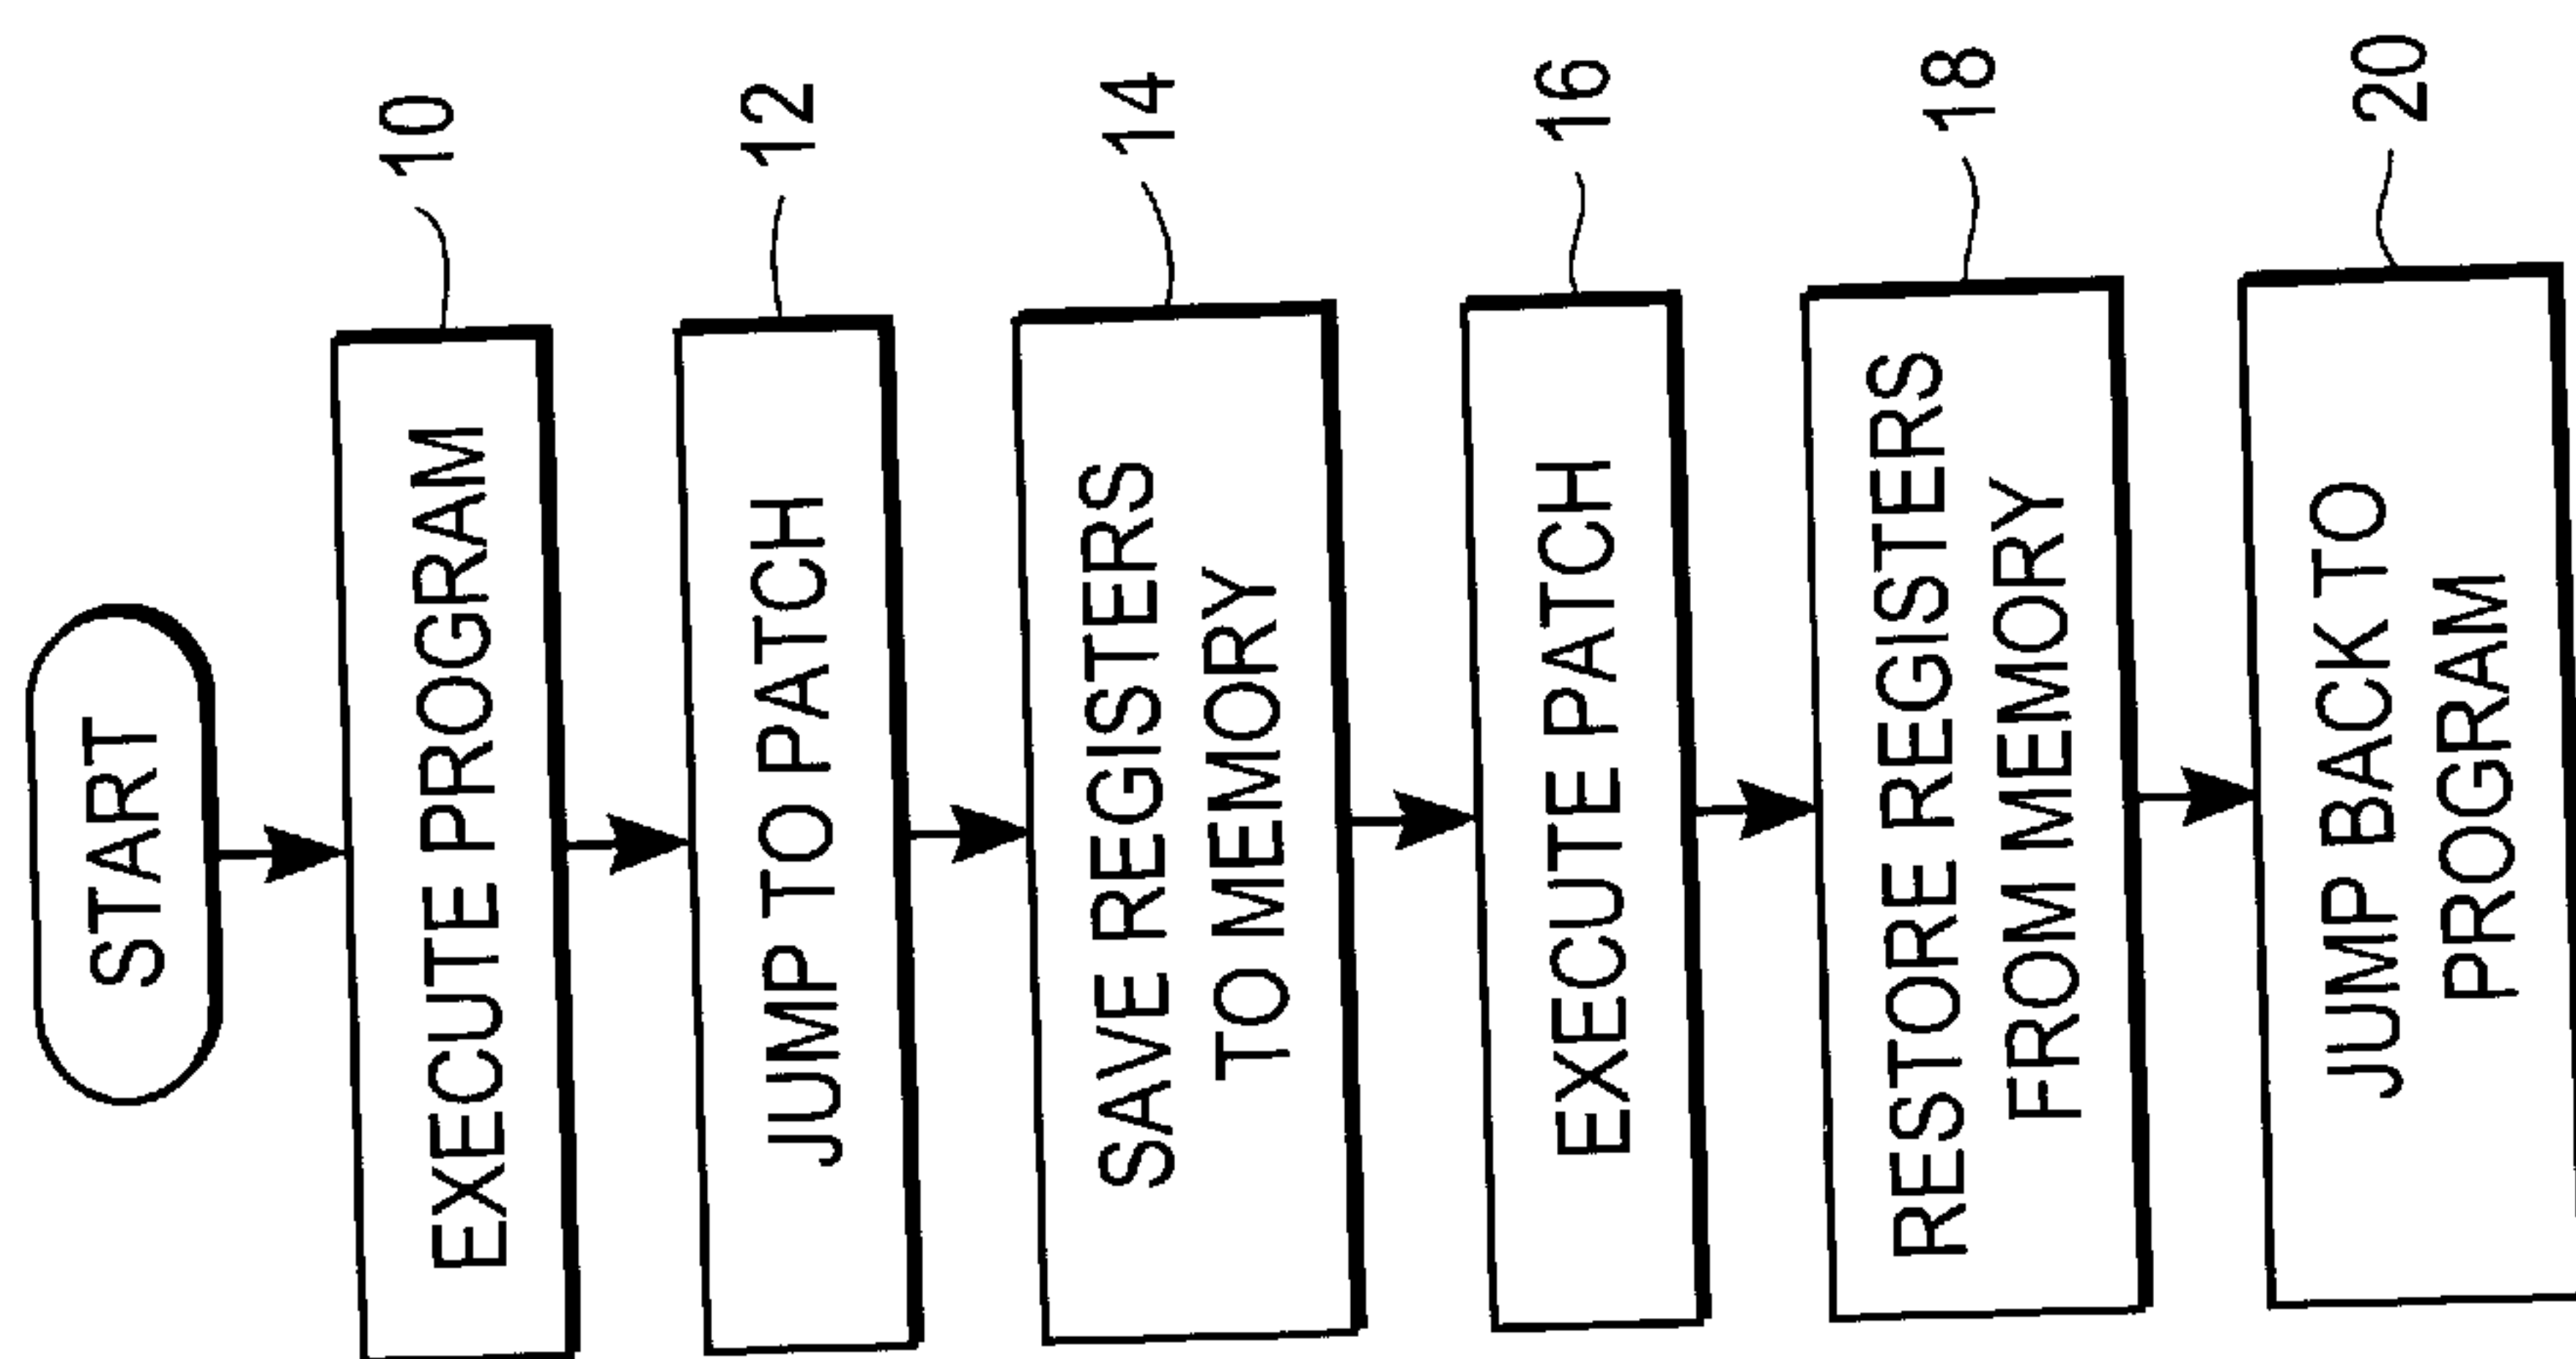 START
EXECUTE PROGRAM
10
JUMP TO PATCH
12
SAVE REGISTERS
TO MEMORY
14
EXECUTE PATCH
16
RESTORE REGISTERS
FROM MEMORY
18
JUMP BACK TO
PROGRAM
20